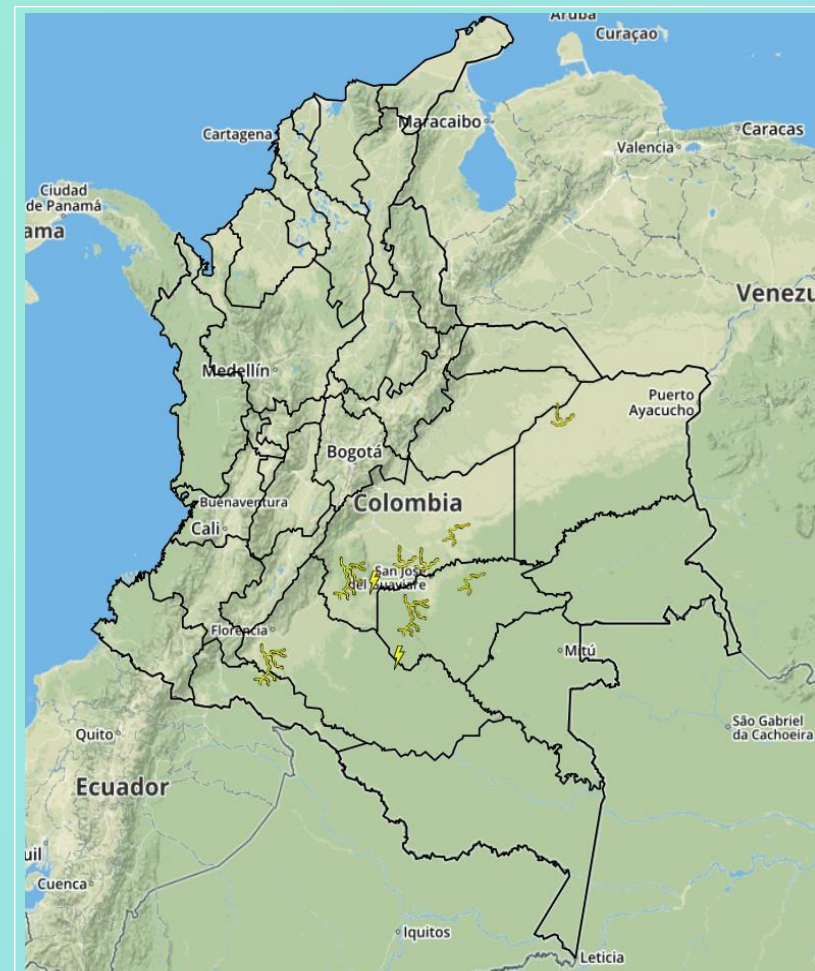 Aruba
Curaçao
Maracaibo
Caracas
Cartagena
Valencia
Ciudad
de Panamá
ama
Venezu
Medellín
Puerto
Ayacucho
Bogotá
Buenaventura
Colombia
Cali
San José
del Guaviare
Florencia
Mitú
São Gabriel
da Cachoeira
Quito
Ecuador
uil
Cuenca
Iquitos
Leticia